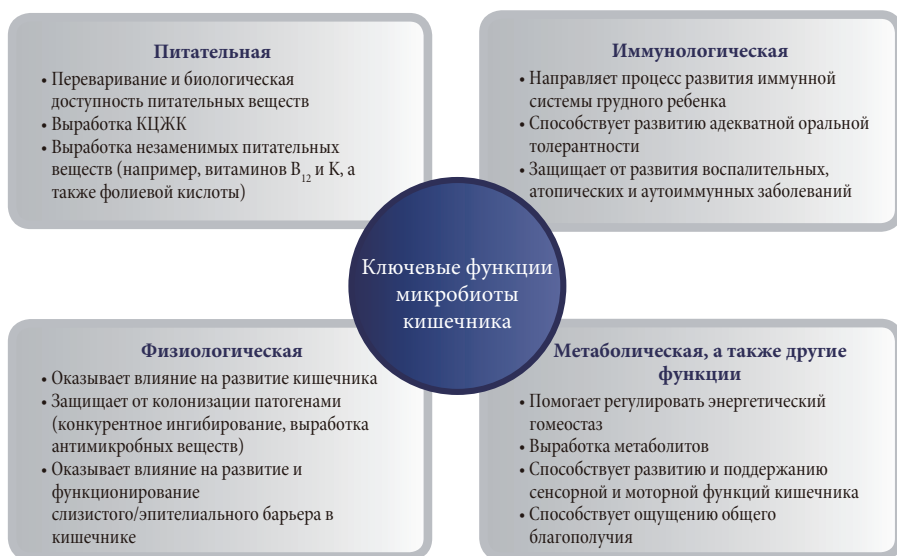 Питательная
• Переваривание и биологическая
доступность питательных веществ
• Выработка КЦЖК
• Выработка незаменимых питательных
веществ (например, витаминов B₁₂ и K, а
также фолиевой кислоты)
Иммунологическая
• Направляет процесс развития иммунной
системы грудного ребенка
• Способствует развитию адекватной оральной
толерантности
• Защищает от развития воспалительных,
атопических и аутоиммунных заболеваний
Ключевые функции
микробиоты
кишечника
Физиологическая
• Оказывает влияние на развитие кишечника
• Защищает от колонизации патогенами
(конкурентное ингибирование, выработка
антимикробных веществ)
• Оказывает влияние на развитие и
функционирование
слизистого/эпителиального барьера в
кишечнике
Метаболическая, а также другие
функции
• Помогает регулировать энергетический
гомеостаз
• Выработка метаболитов
• Способствует развитию и поддержанию
сенсорной и моторной функций кишечника
• Способствует ощущению общего
благополучия